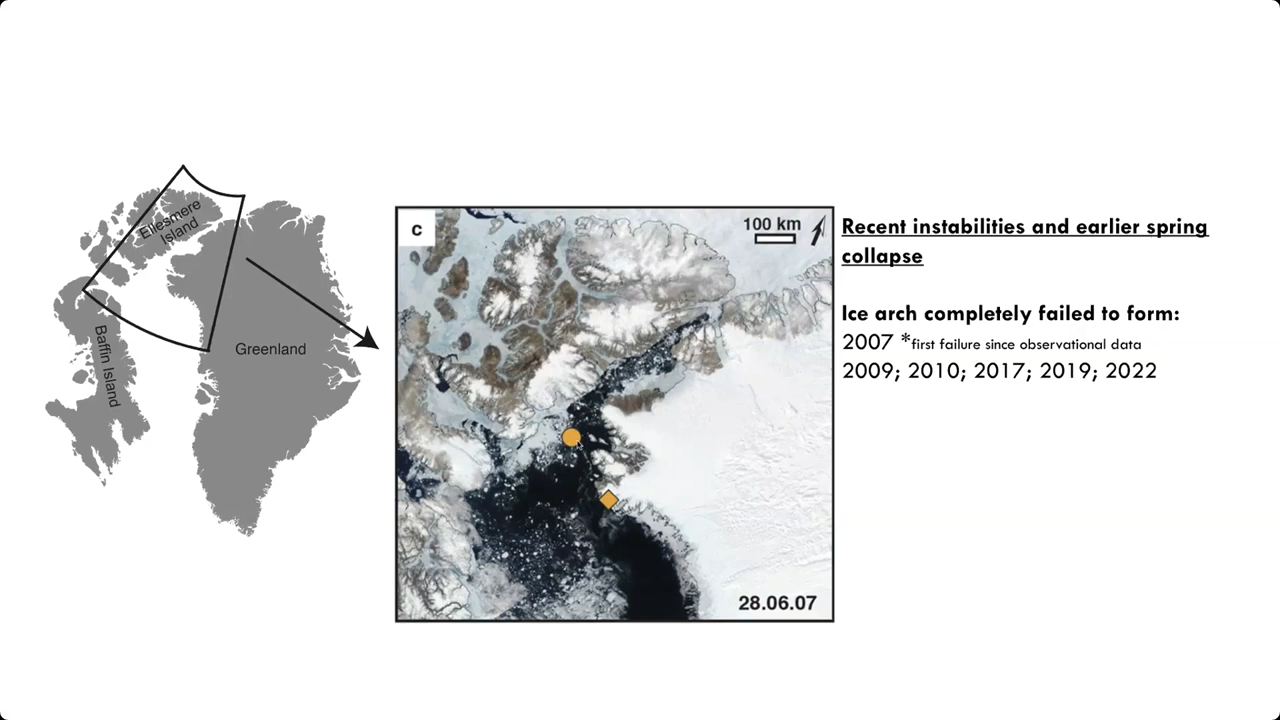 Ellesmere
Island
Baffin Island
Greenland
c
100 km
28.06.07
Recent instabilities and earlier spring
collapse
Ice arch completely failed to form:
2007 *first failure since observational data
2009; 2010; 2017; 2019; 2022